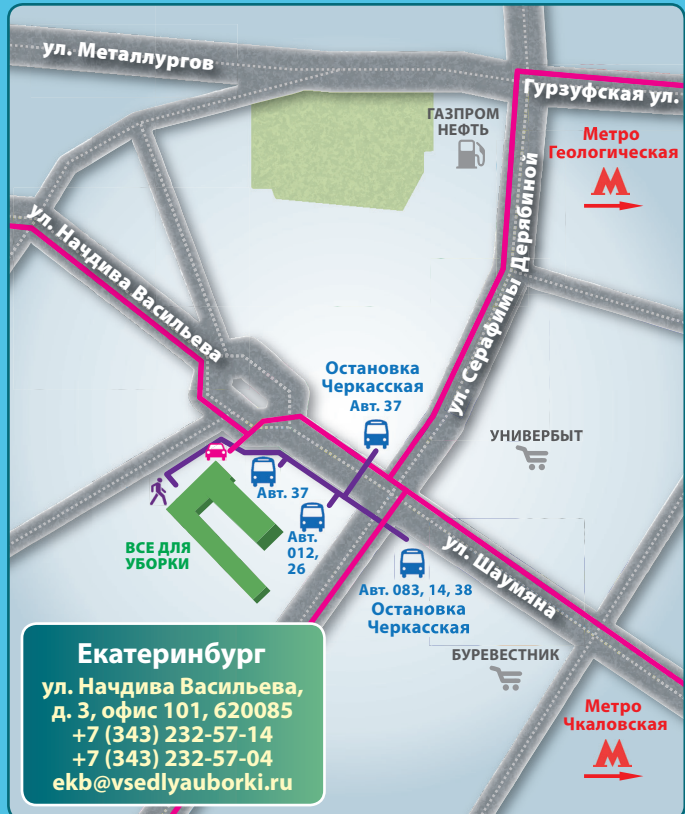 ул. Металлургов
Гурзуфская ул.
ГАЗПРОМ
НЕФТЬ
Метро
Геологическая
М
ул. Начдива Васильева
ул. Серафимы Дерябиной
Остановка
Черкасская
Авт. 37
УНИВЕРБЫТ
Авт. 37
Авт.
012,
26
ВСЕ ДЛЯ
УБОРКИ
ул. Шаумяна
Авт. 083, 14, 38
Остановка
Черкасская
БУРЕВЕСТНИК
Метро
Чкаловская
М
Екатеринбург
ул. Начдива Васильева,
д. 3, офис 101, 620085
+7 (343) 232-57-14
+7 (343) 232-57-04
ekb@vsedlyauborki.ru